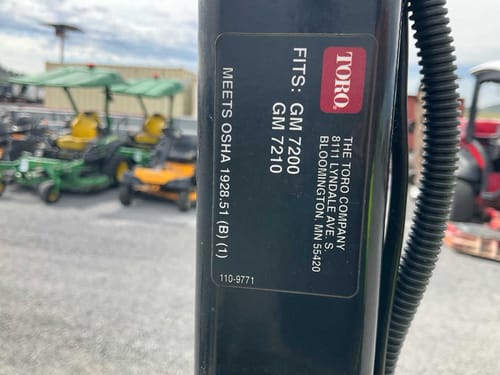 TORO.
THE TORO COMPANY
8111 LYNDALE AVE. S.
BLOOMINGTON, MN 55420
FITS: GM 7200
GM 7210
MEETS OSHA 1928.51 (B) (1)
110-9771